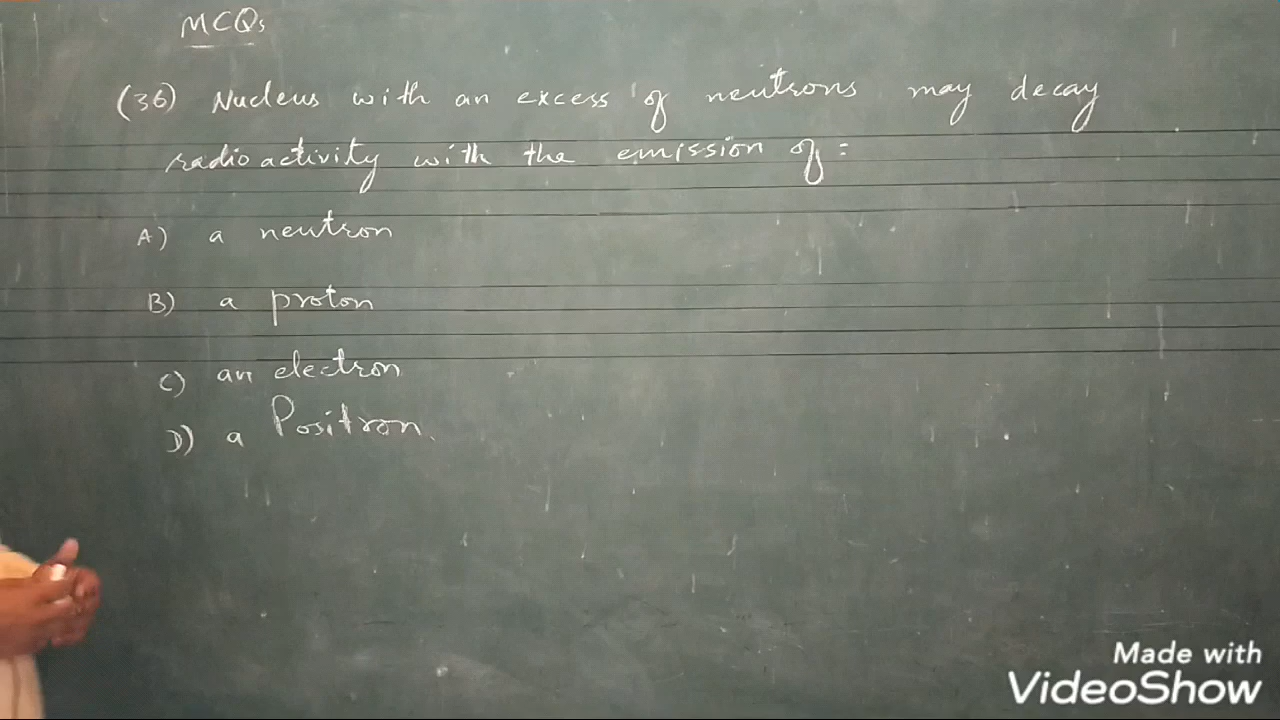 MCQs
(36) Nucleus with an excess of neutrons may decay
radioactivity with the emission of :
A) a neutron
B) a proton
C) an electron
D) a Positron.
Made with
VideoShow